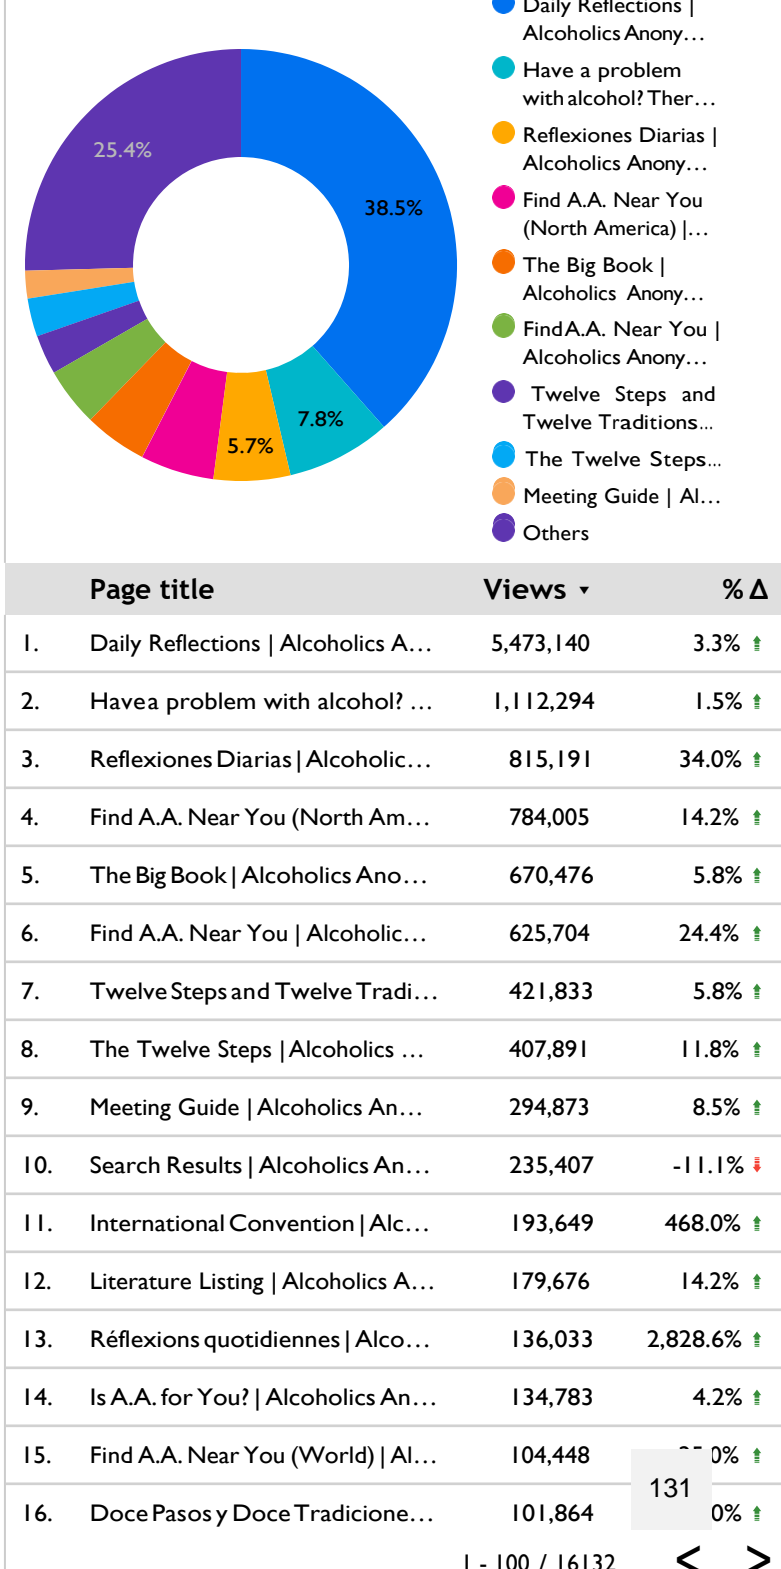 Daily Reflections |
Alcoholics Anony…
Have a problem
with alcohol? Ther…
Reflexiones Diarias |
Alcoholics Anony…
Find A.A. Near You
(North America) |…
The Big Book |
Alcoholics Anony…
Find A.A. Near You |
Alcoholics Anony…
Twelve Steps and
Twelve Traditions…
The Twelve Steps…
Meeting Guide | Al…
Others
25.4%
38.5%
7.8%
5.7%
Page title Views ▼ % Δ
1. Daily Reflections | Alcoholics A… 5,473,140 3.3%
2. Have a problem with alcohol? … 1,112,294 1.5%
3. Reflexiones Diarias | Alcoholic… 815,191 34.0%
4. Find A.A. Near You (North Am… 784,005 14.2%
5. The Big Book | Alcoholics Ano… 670,476 5.8%
6. Find A.A. Near You | Alcoholic… 625,704 24.4%
7. Twelve Steps and Twelve Tradi… 421,833 5.8%
8. The Twelve Steps | Alcoholics … 407,891 11.8%
9. Meeting Guide | Alcoholics An… 294,873 8.5%
10. Search Results | Alcoholics An… 235,407 -11.1%
11. International Convention | Alc… 193,649 468.0%
12. Literature Listing | Alcoholics A… 179,676 14.2%
13. Réflexions quotidiennes | Alco… 136,033 2,828.6%
14. Is A.A. for You? | Alcoholics An… 134,783 4.2%
15. Find A.A. Near You (World) | Al… 104,448
131
16. Doce Pasos y Doce Tradicione… 101,864
1 - 100 / 16132 < >